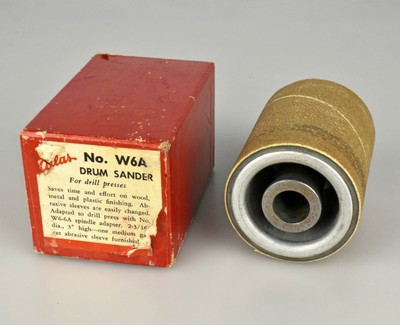 Atlas No. W6A
DRUM SANDER
For drill presses
Saves time and effort on wood,
metal and plastic finishing. Ab-
rasive sleeves are easily changed.
Adapted to drill press with No.
W6-6A spindle adapter. 2-3/16
dia., 3" high—one medium ga
net abrasive sleeve furnished